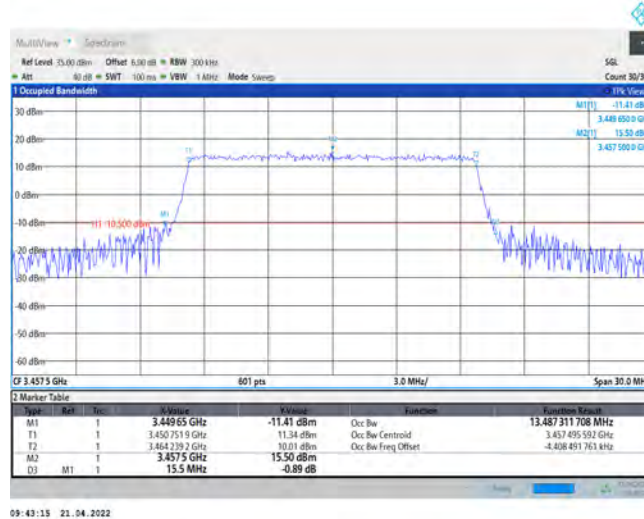 MultiView Spectrum
Ref Level 35.00 dBm Offset 6.00 dB RBW 300 kHz SGL
Att 40 dB SWT 100 ms VBW 1 MHz Mode Sweep Count 30/3
1 Occupied Bandwidth 1Pk View
M1[1] -11.41 dB
30 dBm
3.449 650 0 G
M2[1] 15.50 dB
20 dBm
3.457 500 0 G
T1 M2 T2
10 dBm
0 dBm
M1
-10 dBm H1 -10.500 dBm
-20 dBm
-30 dBm
-40 dBm
-50 dBm
-60 dBm
CF 3.457 5 GHz 601 pts 3.0 MHz/ Span 30.0 MH
2 Marker Table
Type Ref Trc X-Value Y-Value Function Function Result
M1 1 3.449 65 GHz -11.41 dBm Occ Bw 13.487 311 708 MHz
T1 1 3.450 751 9 GHz 11.34 dBm Occ Bw Centroid 3.457 495 592 GHz
T2 1 3.464 239 2 GHz 10.01 dBm Occ Bw Freq Offset -4.408 491 761 kHz
M2 1 3.457 5 GHz 15.50 dBm
D3 M1 1 15.5 MHz -0.89 dB
09:43:15 21.04.2022